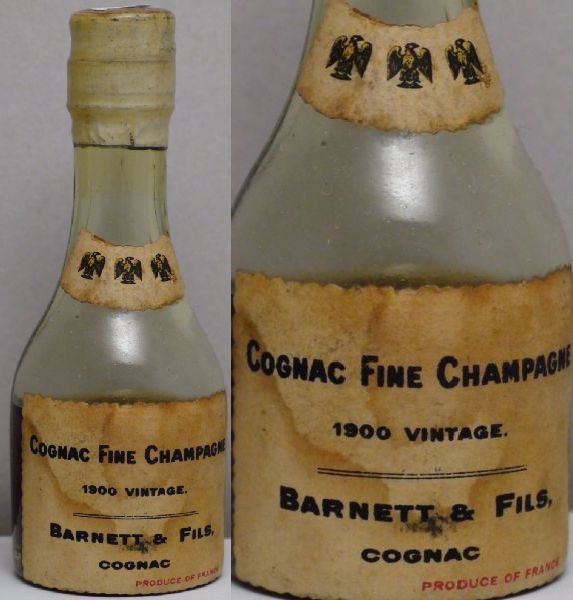 COGNAC FINE CHAMPAGNE
1900 VINTAGE.
BARNETT & FILS,
COGNAC
PRODUCE OF FRANCE
COGNAC FINE CHAMPAGNE
1900 VINTAGE.
BARNETT & FILS,
COGNAC
PRODUCE OF FRANCE